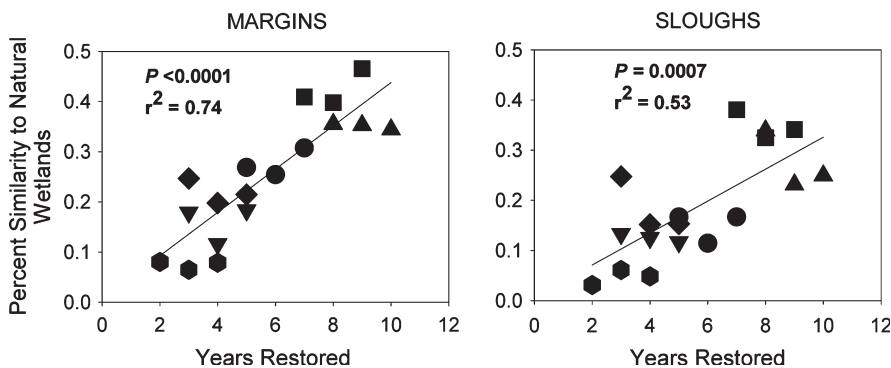 MARGINS
SLOUGHS
Percent Similarity to Natural
Wetlands
0.5
0.4
0.3
0.2
0.1
0.0
P <0.0001
r² = 0.74
0 2 4 6 8 10 12
Years Restored
0.5
0.4
0.3
0.2
0.1
0.0
P = 0.0007
r² = 0.53
0 2 4 6 8 10 12
Years Restored